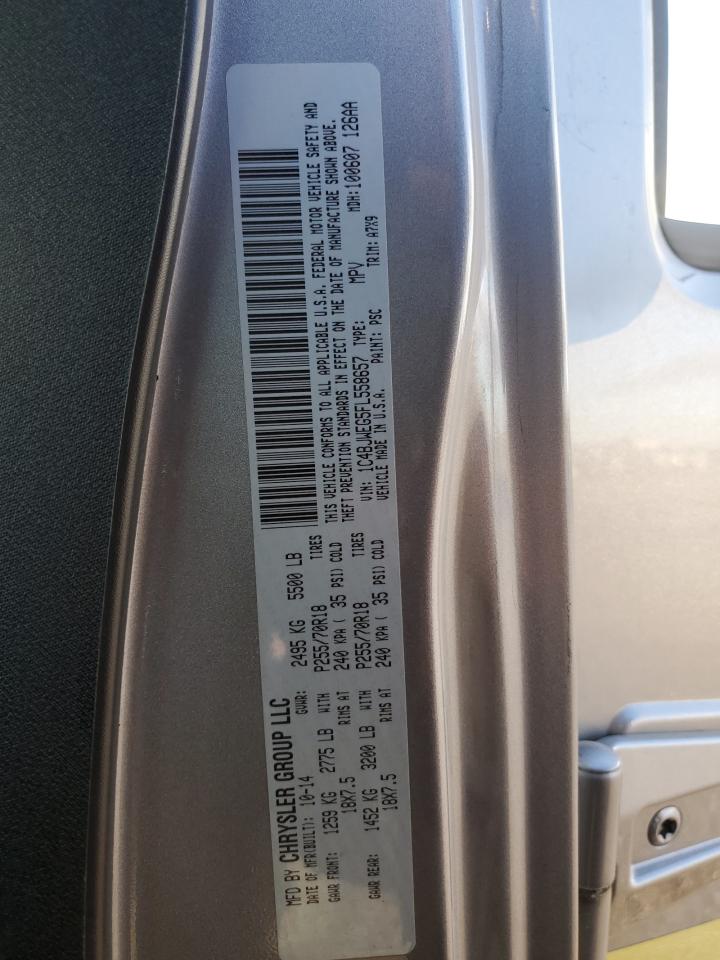 MFD BY CHRYSLER GROUP LLC
DATE OF MFR(BUILT): 10-14 GVWR: 2495 KG 5500 LB
GAWR FRONT: 1259 KG 2775 LB WITH P255/70R18 TIRES
18X7.5 RIMS AT 240 KPA ( 35 PSI) COLD
GAWR REAR: 1452 KG 3200 LB WITH P255/70R18 TIRES
18X7.5 RIMS AT 240 KPA ( 35 PSI) COLD
THIS VEHICLE CONFORMS TO ALL APPLICABLE U.S.A. FEDERAL MOTOR VEHICLE SAFETY AND
THEFT PREVENTION STANDARDS IN EFFECT ON THE DATE OF MANUFACTURE SHOWN ABOVE.
VIN: 1C4BJWEG5FL558657 TYPE: MPV MDH:100607 126AA
VEHICLE MADE IN U.S.A. PAINT: PSC TRIM: A7X9